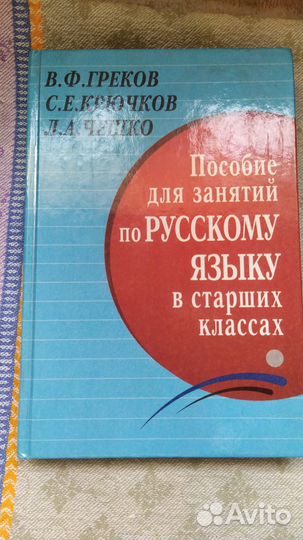 В.Ф.ГРЕКОВ
С.Е.КРЮЧКОВ
Л.А.ЧЕШКО
Пособие
для занятий
по РУССКОМУ
ЯЗЫКУ
в старших
классах
Avito